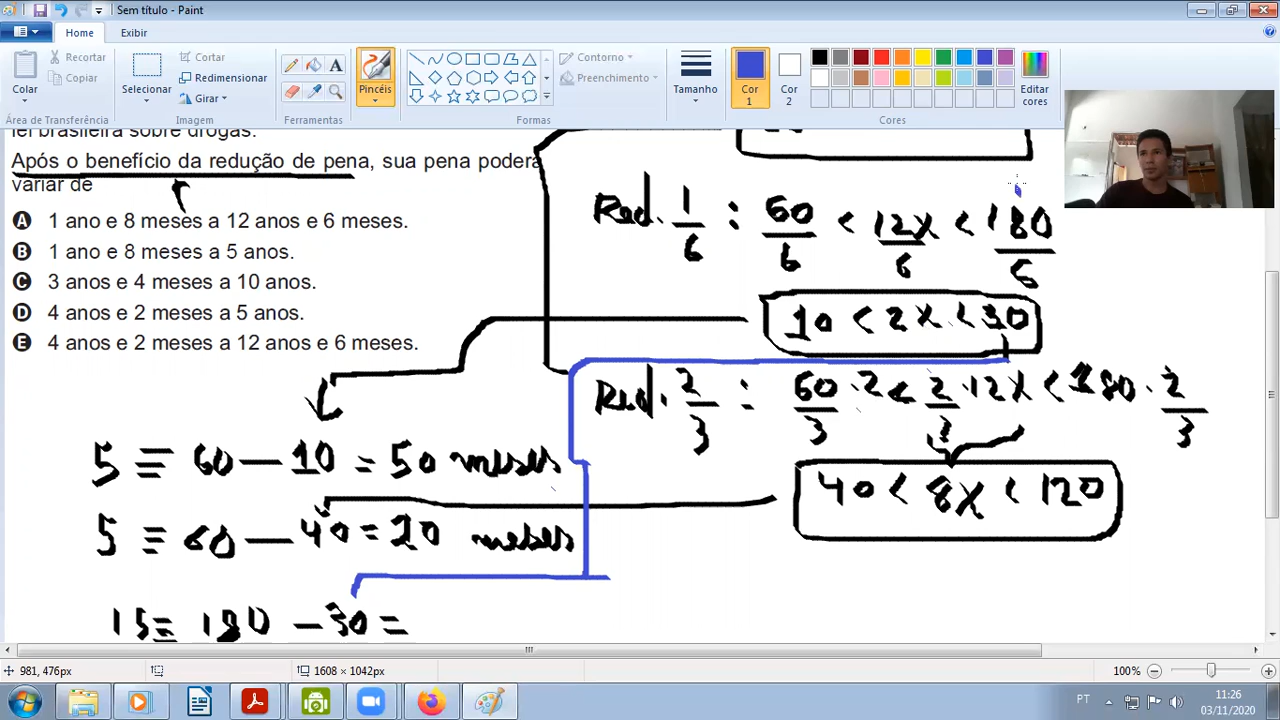 Sem título - Paint
Home Exibir
Colar
Recortar
Copiar
Área de Transferência
Selecionar
Cortar
Redimensionar
Girar
Imagem
Ferramentas
Pincéis
Contorno
Preenchimento
Formas
Tamanho
Cor 1
Cor 2
Editar cores
Cores
lei brasileira sobre drogas.
Após o benefício da redução de pena, sua pena poderá
variar de
A 1 ano e 8 meses a 12 anos e 6 meses.
B 1 ano e 8 meses a 5 anos.
C 3 anos e 4 meses a 10 anos.
D 4 anos e 2 meses a 5 anos.
E 4 anos e 2 meses a 12 anos e 6 meses.
Red. 1/6 : 60/6 < 12x/6 < 180/6
10 < 2x < 30
Red. 2/3 : 60/3 . 2 < 2/3 . 12x < 180 . 2/3
40 < 8x < 120
5 ≡ 60 — 10 = 50 meses
5 ≡ 60 — 40 = 20 meses
15 ≡ 180 — 30 =
981, 476px
1608 × 1042px
100%
PT
11:26
03/11/2020